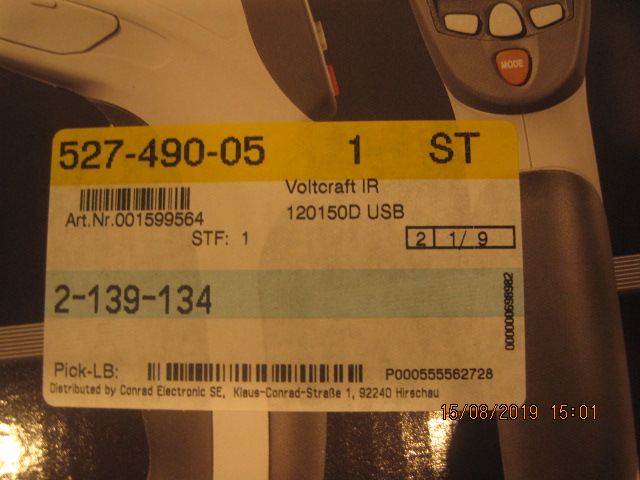 MODE
527-490-05 1 ST
Voltcraft IR
Art.Nr.001599564
120150D USB
STF: 1
2 1/ 9
2-139-134
000000698982
Pick-LB: P000555562728
Distributed by Conrad Electronic SE, Klaus-Conrad-Straße 1, 92240 Hirschau
15/08/2019 15:01